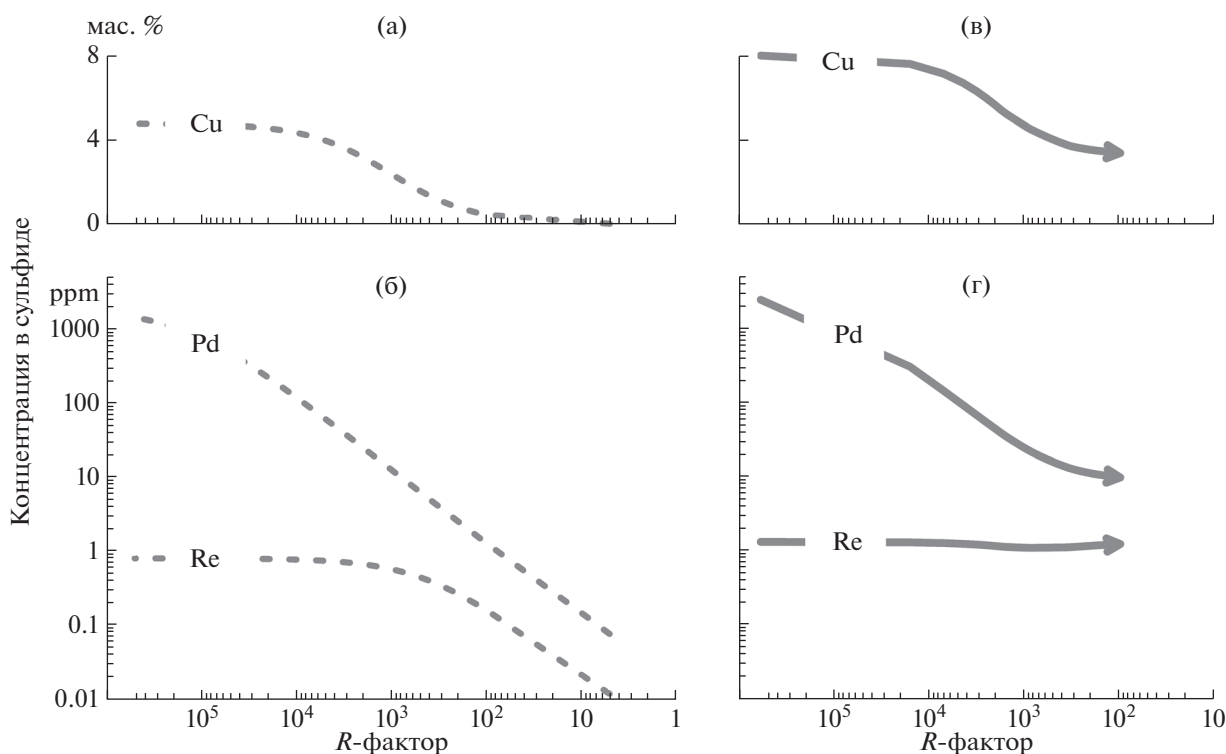 мас. %
(а)
8
4
0
Cu
(в)
Cu
Концентрация в сульфиде
ppm
(б)
1000
100
10
1
0.1
0.01
Pd
Re
10⁵ 10⁴ 10³ 10² 10 1
R-фактор
(г)
Pd
Re
10⁵ 10⁴ 10³ 10² 10
R-фактор